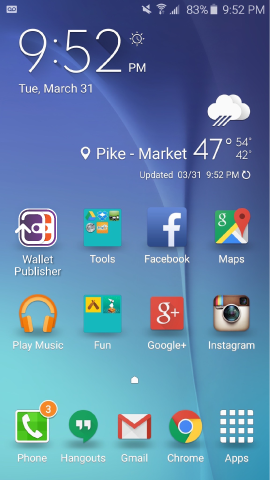 83% 9:52 PM
9:52 PM
Tue, March 31
Pike - Market 47° 54° 42°
Updated 03/31 9:52 PM
Wallet Publisher
Tools
Facebook
Maps
Play Music
Fun
Google+
Instagram
3
Phone
Hangouts
Gmail
Chrome
Apps